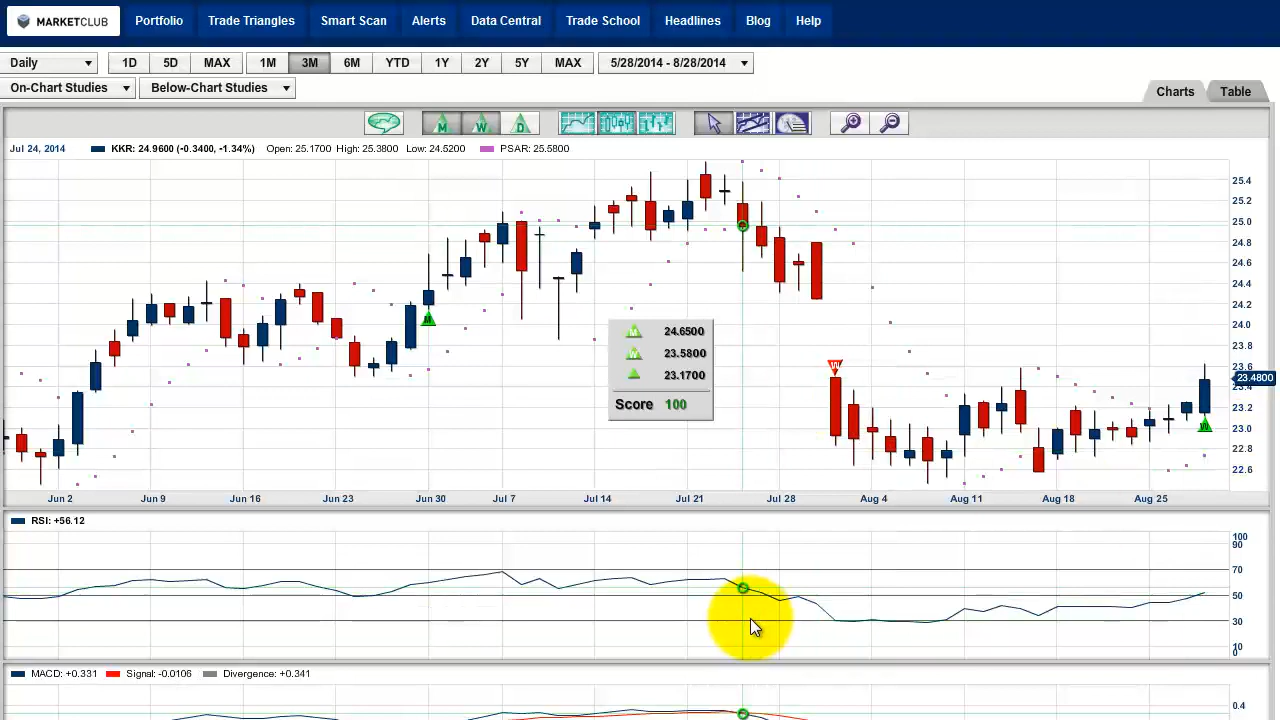 MARKETCLUB Portfolio Trade Triangles Smart Scan Alerts Data Central Trade School Headlines Blog Help
Daily 1D 5D MAX 1M 3M 6M YTD 1Y 2Y 5Y MAX 5/28/2014 - 8/28/2014
On-Chart Studies Below-Chart Studies Charts Table
M W D
Jul 24, 2014 KKR: 24.9600 (-0.3400, -1.34%) Open: 25.1700 High: 25.3800 Low: 24.5200 PSAR: 25.5800
25.4
25.2
25.0
24.8
24.6
24.4
24.2
24.0
23.8
23.6
23.4800
23.4
23.2
23.0
22.8
22.6
M
M 24.6500
W 23.5800
23.1700
Score 100
W
W
Jun 2 Jun 9 Jun 16 Jun 23 Jun 30 Jul 7 Jul 14 Jul 21 Jul 28 Aug 4 Aug 11 Aug 18 Aug 25
RSI: +56.12
100
90
70
50
30
10
0
MACD: +0.331 Signal: -0.0106 Divergence: +0.341
0.4